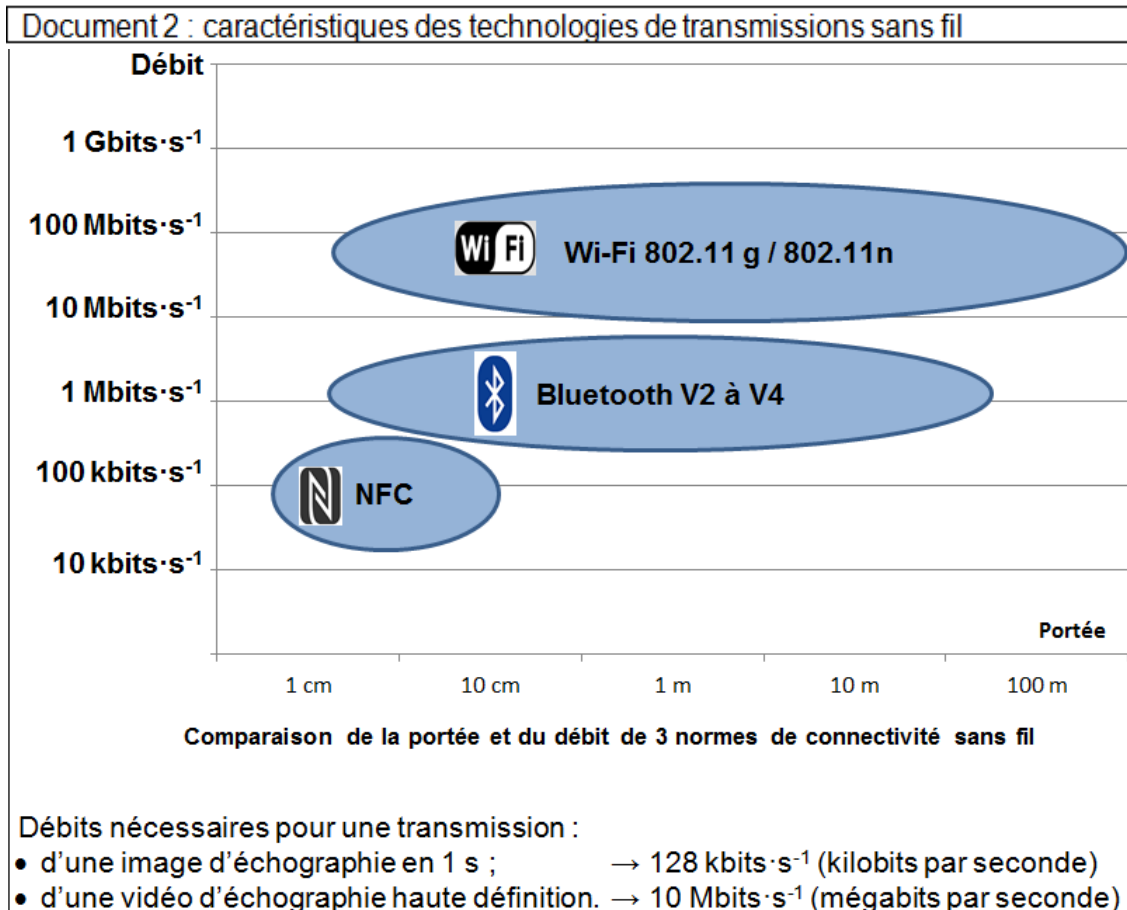 Document 2 : caractéristiques des technologies de transmissions sans fil
Débit
1 Gbits·s⁻¹
100 Mbits·s⁻¹
Wi Fi Wi-Fi 802.11 g / 802.11n
10 Mbits·s⁻¹
1 Mbits·s⁻¹
Bluetooth V2 à V4
100 kbits·s⁻¹
NFC
10 kbits·s⁻¹
Portée
1 cm 10 cm 1 m 10 m 100 m
Comparaison de la portée et du débit de 3 normes de connectivité sans fil
Débits nécessaires pour une transmission :
• d'une image d'échographie en 1 s ; → 128 kbits·s⁻¹ (kilobits par seconde)
• d'une vidéo d'échographie haute définition. → 10 Mbits·s⁻¹ (mégabits par seconde)